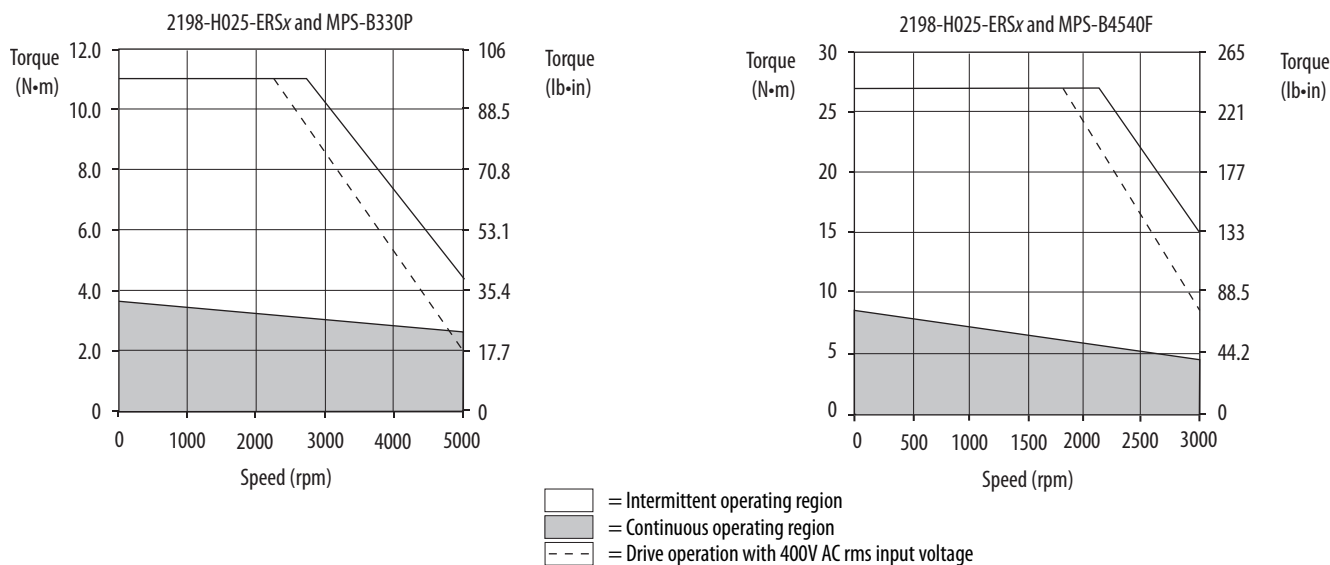 2198-H025-ERSx and MPS-B330P
Torque
(N•m)
12.0
10.0
8.0
6.0
4.0
2.0
0
106
88.5
70.8
53.1
35.4
17.7
0
Torque
(lb•in)
0 1000 2000 3000 4000 5000
Speed (rpm)
2198-H025-ERSx and MPS-B4540F
Torque
(N•m)
30
25
20
15
10
5
0
265
221
177
133
88.5
44.2
0
Torque
(lb•in)
0 500 1000 1500 2000 2500 3000
Speed (rpm)
= Intermittent operating region
= Continuous operating region
= Drive operation with 400V AC rms input voltage